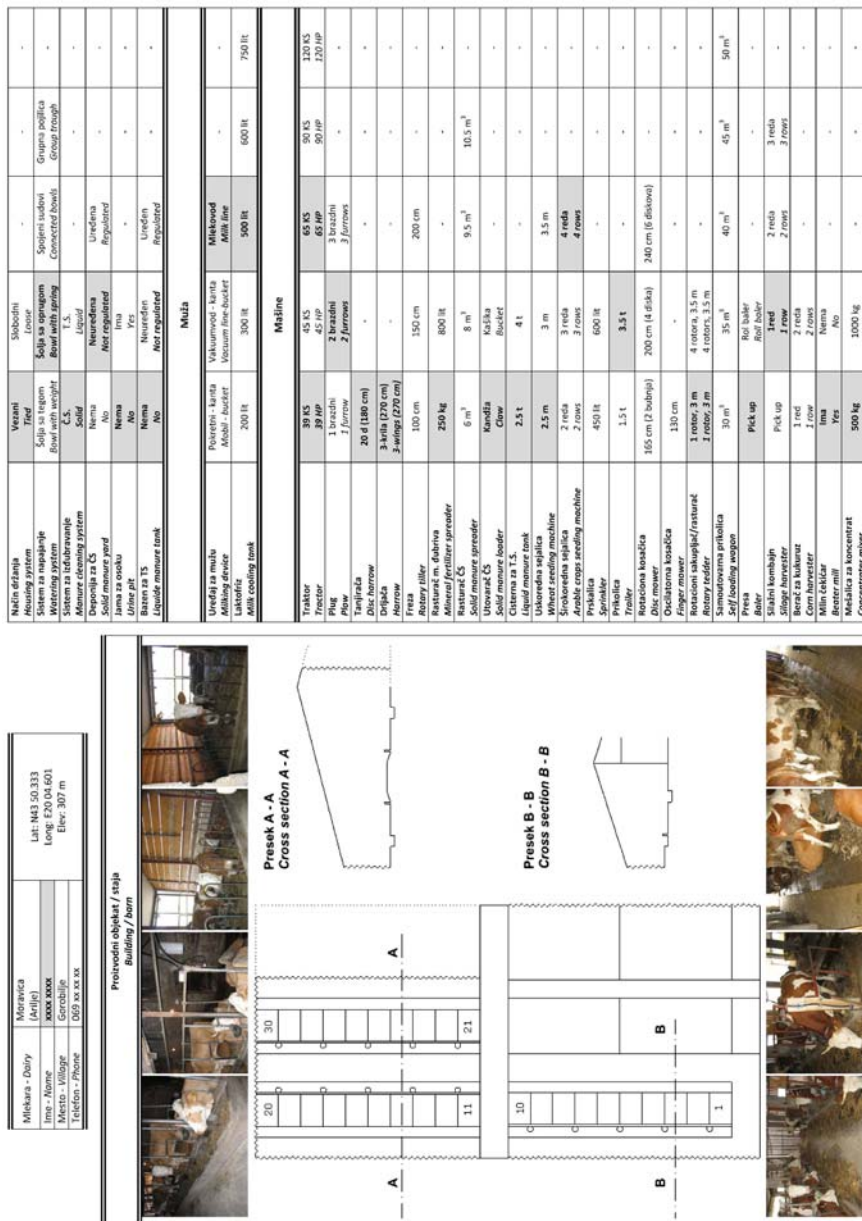 Mlekara - Dairy Moravica (Arilje) Lat: N43 50.333
Ime - Name xxxx xxxx Long: E20 04.601
Mesto - Village Gorobilje Elev: 307 m
Telefon - Phone 069 xx xx xx
Proizvodni objekat / staja
Building / barn
Presek A - A
Cross section A - A
Presek B - B
Cross section B - B
A A
B B
20 30
11 21
10
1
Način držanja Vezani Slobodni - - -
Housing system Tied Loose
Sistem za napajanje Šolja sa tegom Šolja sa oprugom Spojeni sudovi Grupna pojilica -
Watering system Bowl with weight Bowl with spring Connected bowls Group trough
Sistem za izđubravanje Č.S. T.S. - - -
Manure cleaning system Solid Liquid
Deponija za ČS Nema Neuređena Uređena - -
Solid manure yard No Not regulated Regulated
Jama za osoku Nema Ima - - -
Urine pit No Yes
Bazen za TS Nema Neuređen Uređen - -
Liquide manure tank No Not regulated Regulated
Muža
Uređaj za mužu Pokretni - kanta Vakuumvod - kanta Mlekovod - -
Milking device Mobil - bucket Vacuum line-bucket Milk line
Laktofriz 200 lit 300 lit 500 lit 600 lit 750 lit
Milk cooling tank
Mašine
Traktor 39 KS 45 KS 65 KS 90 KS 120 KS
Tractor 39 HP 45 HP 65 HP 90 HP 120 HP
Plug 1 brazdni 2 brazdni 3 brazdni - -
Plow 1 furrow 2 furrows 3 furrows
Tanjirača 20 d (180 cm) - - - -
Disc harrow
Drljača 3-krila (270 cm) - - - -
Harrow 3-wings (270 cm)
Freza 100 cm 150 cm 200 cm - -
Rotary tiller
Rasturač m. đubriva 250 kg 800 lit - - -
Mineral fertilizer spreader
Rasturač ČS 6 m³ 8 m³ 9.5 m³ 10.5 m³ -
Solid manure spreader
Utovarač ČS Kandža Kašika - - -
Solid manure loader Claw Bucket
Cisterna za T.S. 2.5 t 4 t - - -
Liquid manure tank
Uskoredna sejalica 2.5 m 3 m 3.5 m - -
Wheat seeding machine
Širokoredna sejalica 2 reda 3 reda 4 reda - -
Arable crops seeding machine 2 rows 3 rows 4 rows
Prskalica 450 lit 600 lit - - -
Sprinkler
Prikolica 1.5 t 3.5 t - - -
Trailer
Rotaciona kosačica 165 cm (2 bubnja) 200 cm (4 diska) 240 cm (6 diskova) - -
Disc mower
Oscilatorna kosačica 130 cm - - - -
Finger mower
Rotacioni sakupljač/rasturač 1 rotor, 3 m 4 rotora, 3.5 m - - -
Rotary tedder 1 rotor, 3 m 4 rotors, 3.5 m
Samoutovarna prikolica 30 m³ 35 m³ 40 m³ 45 m³ 50 m³
Self loading wagon
Presa Pick up Rol baler - - -
Baler Roll baler
Silažni kombajn Pick up 1red 2 reda 3 reda -
Silage harvester 1 row 2 rows 3 rows
Berač za kukuruz 1 red 2 reda - - -
Corn harvester 1 row 2 rows
Mlin čekićar Ima Nema - - -
Beater mill Yes No
Mešalica za koncentrat 500 kg 1000 kg - - -
Concentrater mixer